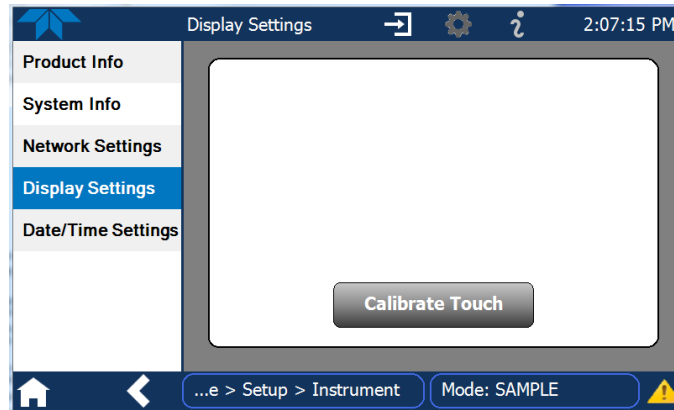 Display Settings 2:07:15 PM
Product Info
System Info
Network Settings
Display Settings
Date/Time Settings
Calibrate Touch
...e > Setup > Instrument Mode: SAMPLE